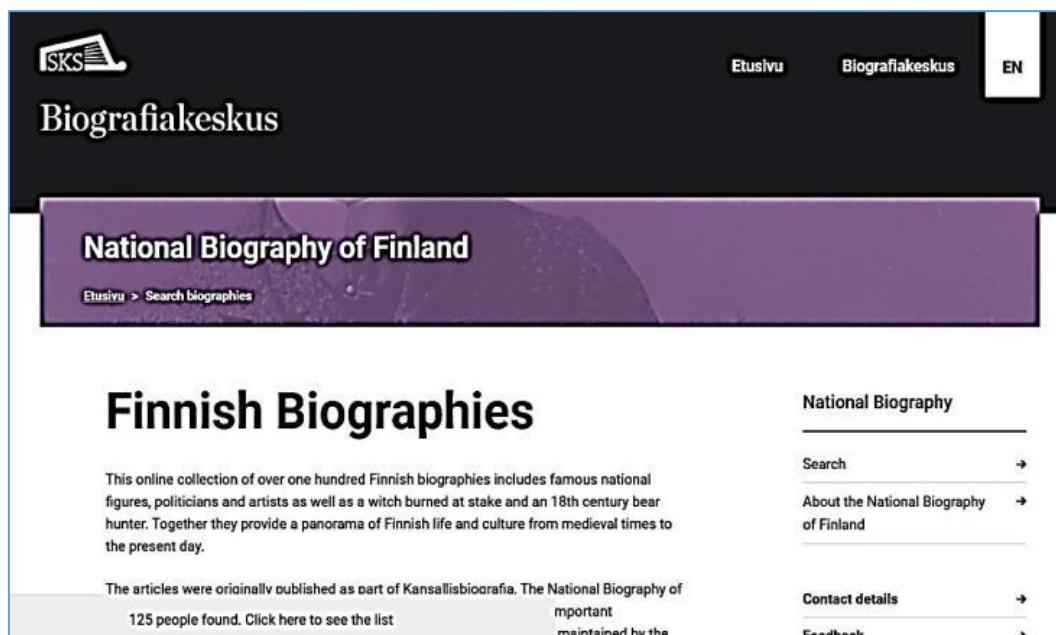 SKS
Etusivu
Biografiakeskus
EN
Biografiakeskus
National Biography of Finland
Etusivu > Search biographies
Finnish Biographies
This online collection of over one hundred Finnish biographies includes famous national
figures, politicians and artists as well as a witch burned at stake and an 18th century bear
hunter. Together they provide a panorama of Finnish life and culture from medieval times to
the present day.
The articles were originally published as part of Kansallisbiografia. The National Biography of
mportant
maintained by the
125 people found. Click here to see the list
National Biography
Search →
About the National Biography →
of Finland
Contact details →
Feedback →